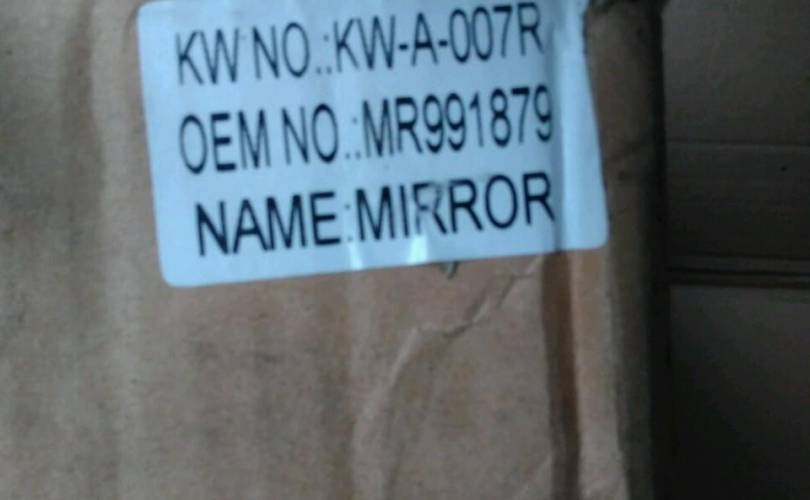 KW NO.:KW-A-007R
OEM NO.:MR991879
NAME:MIRROR